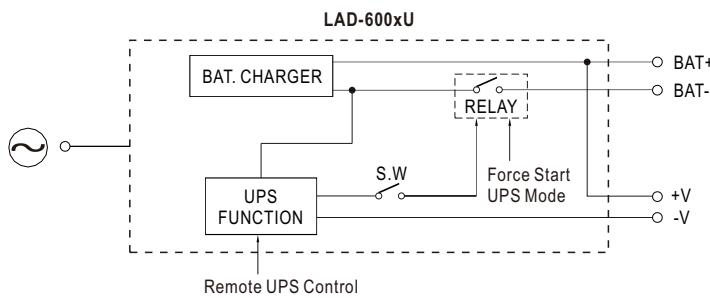 LAD-600xU
BAT. CHARGER
BAT+
BAT-
RELAY
S.W
Force Start
UPS Mode
UPS
FUNCTION
+V
-V
Remote UPS Control